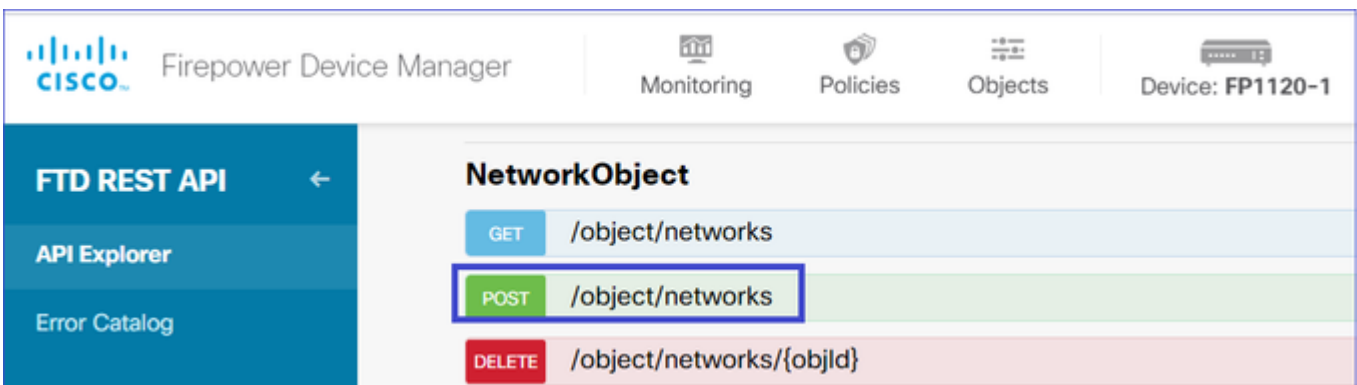 CISCO Firepower Device Manager Monitoring Policies Objects Device: FP1120-1
FTD REST API ←
API Explorer
Error Catalog
NetworkObject
GET /object/networks
POST /object/networks
DELETE /object/networks/{objId}